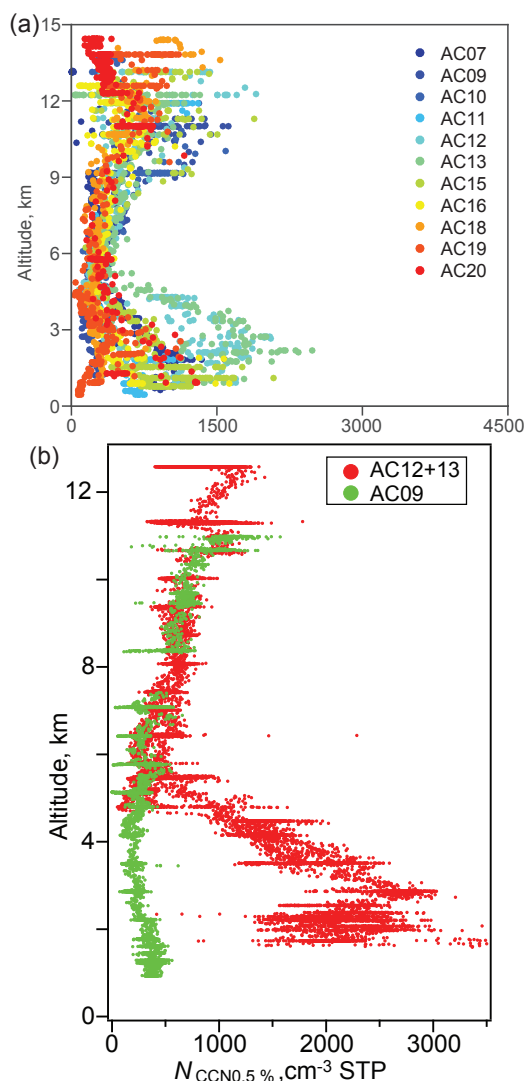 (a)
15
12
9
6
3
0
Altitude, km
AC07
AC09
AC10
AC11
AC12
AC13
AC15
AC16
AC18
AC19
AC20
0 1500 3000 4500
(b)
AC12+13
AC09
12
8
4
0
Altitude, km
0 1000 2000 3000
N CCN0.5 % ,cm-3 STP